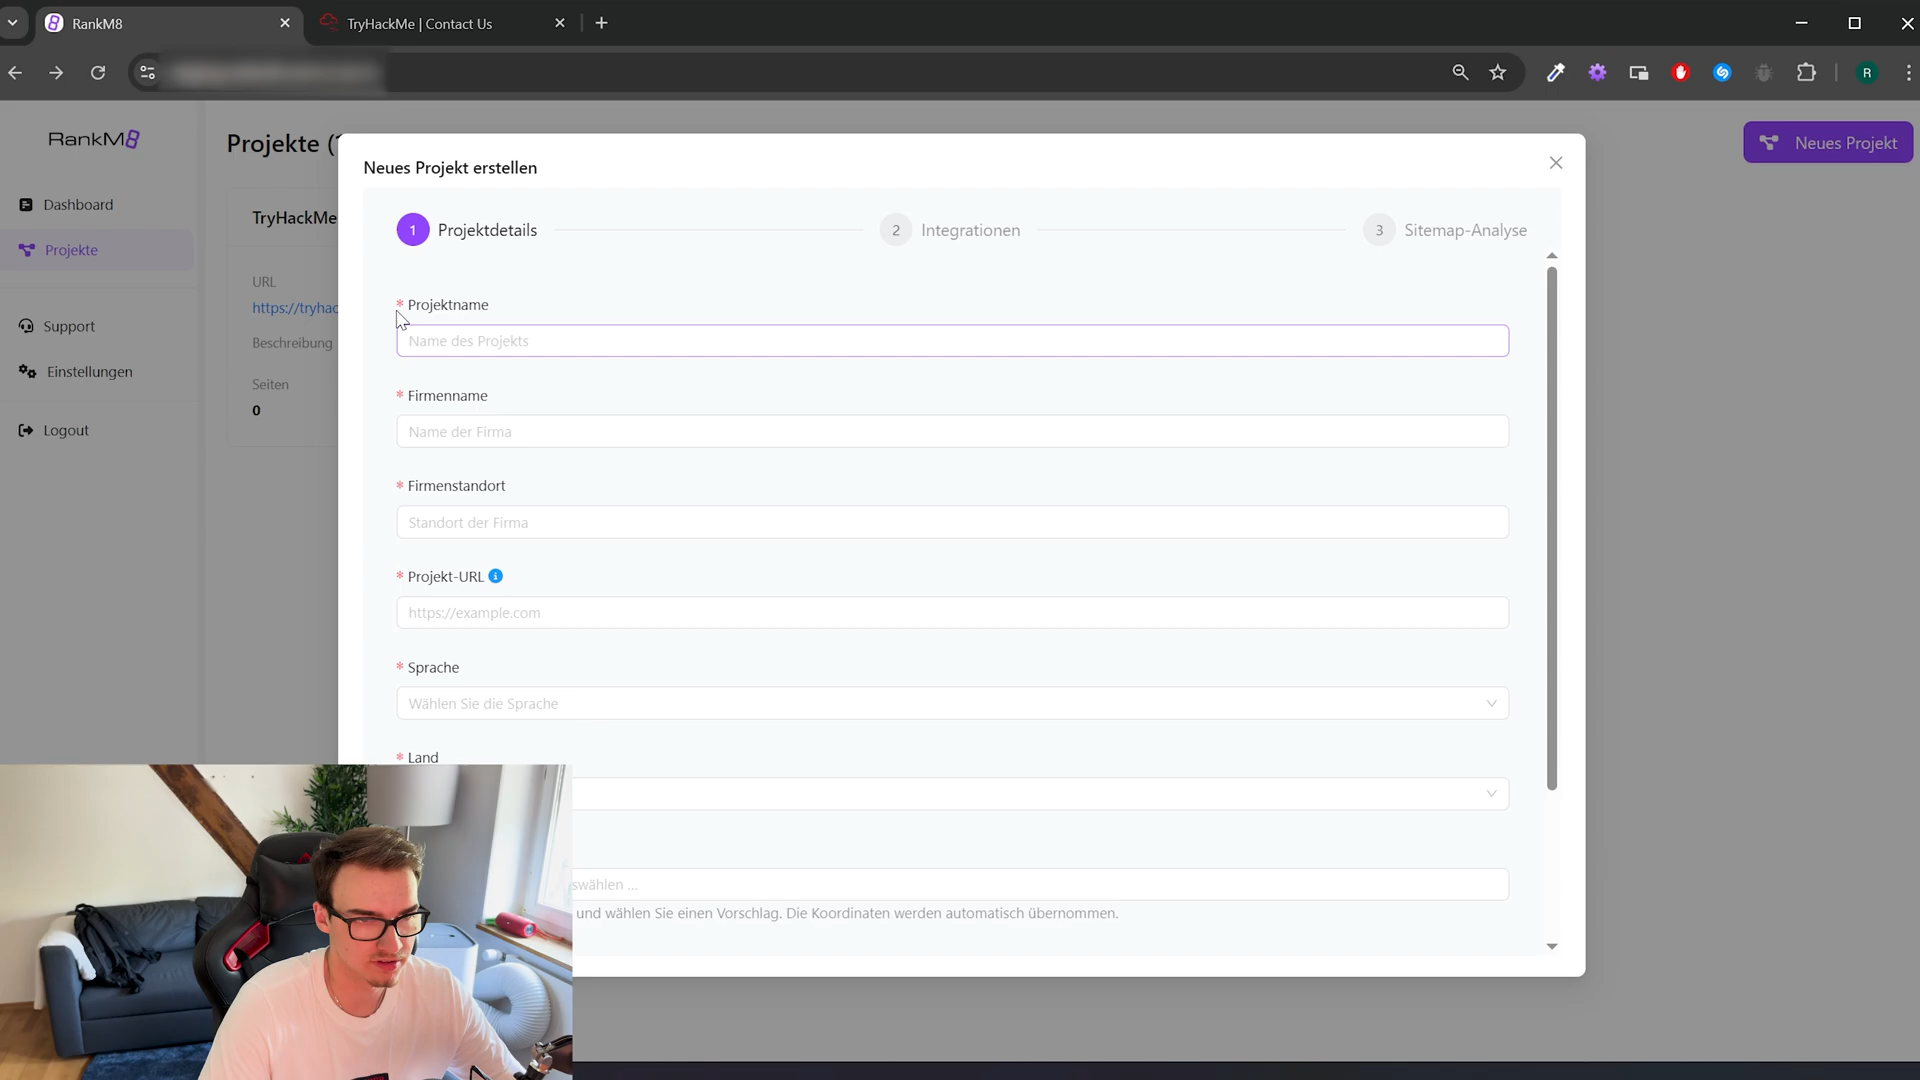 RankM8
TryHackMe | Contact Us
R
RankM8
Dashboard
Projekte
Support
Einstellungen
Logout
Projekte (
Neues Projekt
TryHackMe
URL
https://tryhac
Beschreibung
Seiten
0
Neues Projekt erstellen
1 Projektdetails
2 Integrationen
3 Sitemap-Analyse
* Projektname
Name des Projekts
* Firmenname
Name der Firma
* Firmenstandort
Standort der Firma
* Projekt-URL
https://example.com
* Sprache
Wählen Sie die Sprache
* Land
swählen ...
und wählen Sie einen Vorschlag. Die Koordinaten werden automatisch übernommen.